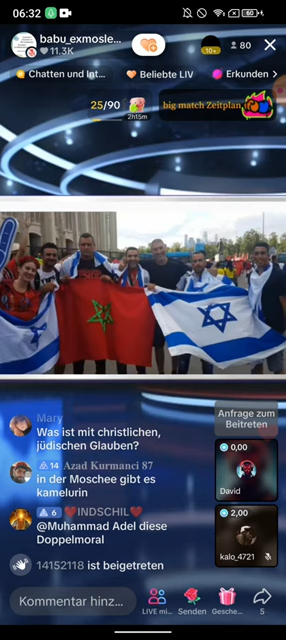 06:32
60
babu_exmosle...
11.3K
10+
80
Chatten und Int...
Beliebte LIV
Erkunden
25/90
2h15m
big match Zeitplan
Mary
Was ist mit christlichen,
jüdischen Glauben?
14 Azad Kurmanci 87
in der Moschee gibt es
kamelurin
6 ❤️INDSCHIL❤️
@Muhammad Adel diese
Doppelmoral
14152118 ist beigetreten
Anfrage zum
Beitreten
0,00
David
2,00
kalo_4721
Kommentar hinz...
LIVE mi...
Senden
Gesche...
5